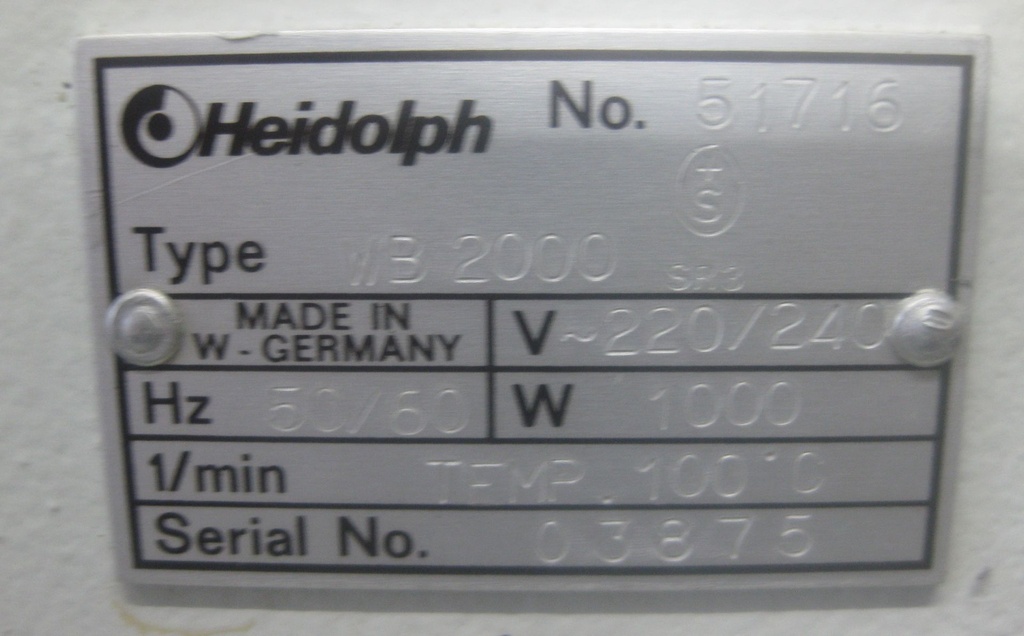 Heidolph No. 51716
+
S
Type WB 2000 SR3
MADE IN
W - GERMANY
V ~220/240
Hz 50/60 W 1000
1/min TEMP. 100°C
Serial No. 03875